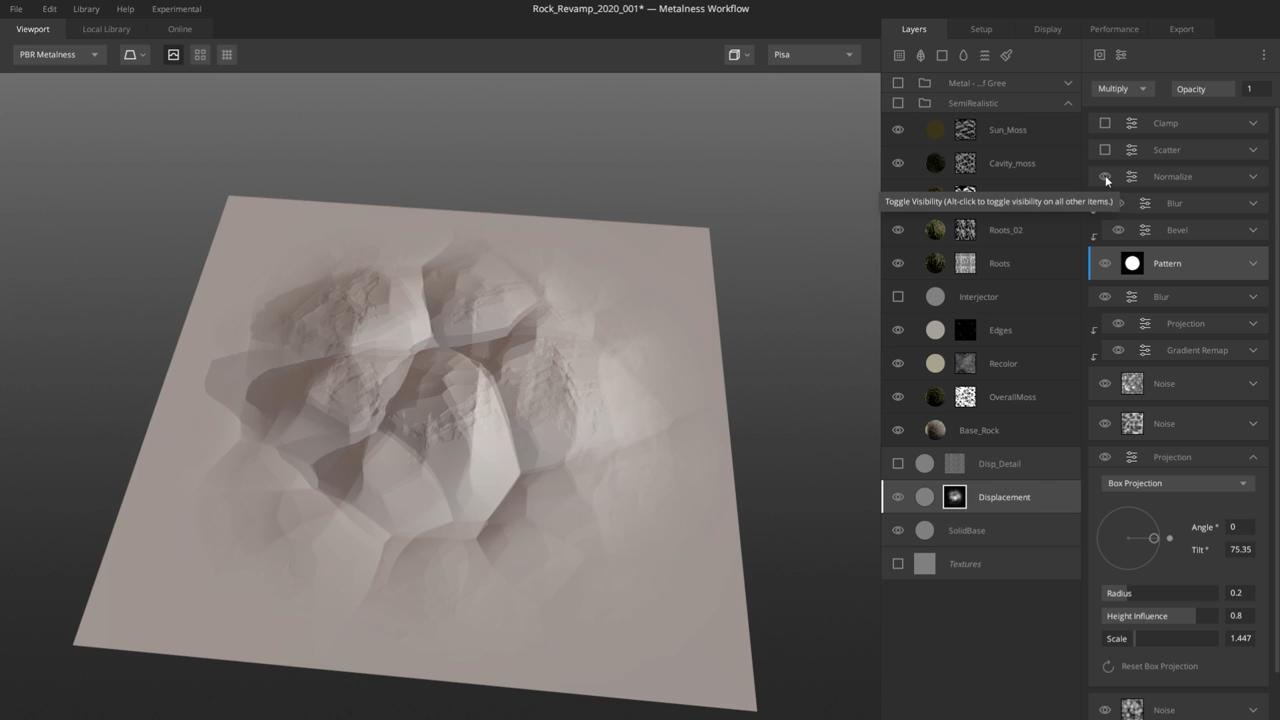 File Edit Library Help Experimental
Rock_Revamp_2020_001* — Metalness Workflow
Viewport Local Library Online
Layers Setup Display Performance Export
PBR Metalness
Pisa
Metal - ...f Gree
SemiRealistic
Sun_Moss
Cavity_moss
Toggle Visibility (Alt-click to toggle visibility on all other items.)
Roots_02
Roots
Interjector
Edges
Recolor
OverallMoss
Base_Rock
Disp_Detail
Displacement
SolidBase
Textures
Multiply Opacity 1
Clamp
Scatter
Normalize
Blur
Bevel
Pattern
Blur
Projection
Gradient Remap
Noise
Noise
Projection
Box Projection
Angle ° 0
Tilt ° 75.35
Radius 0.2
Height Influence 0.8
Scale 1.447
Reset Box Projection
Noise